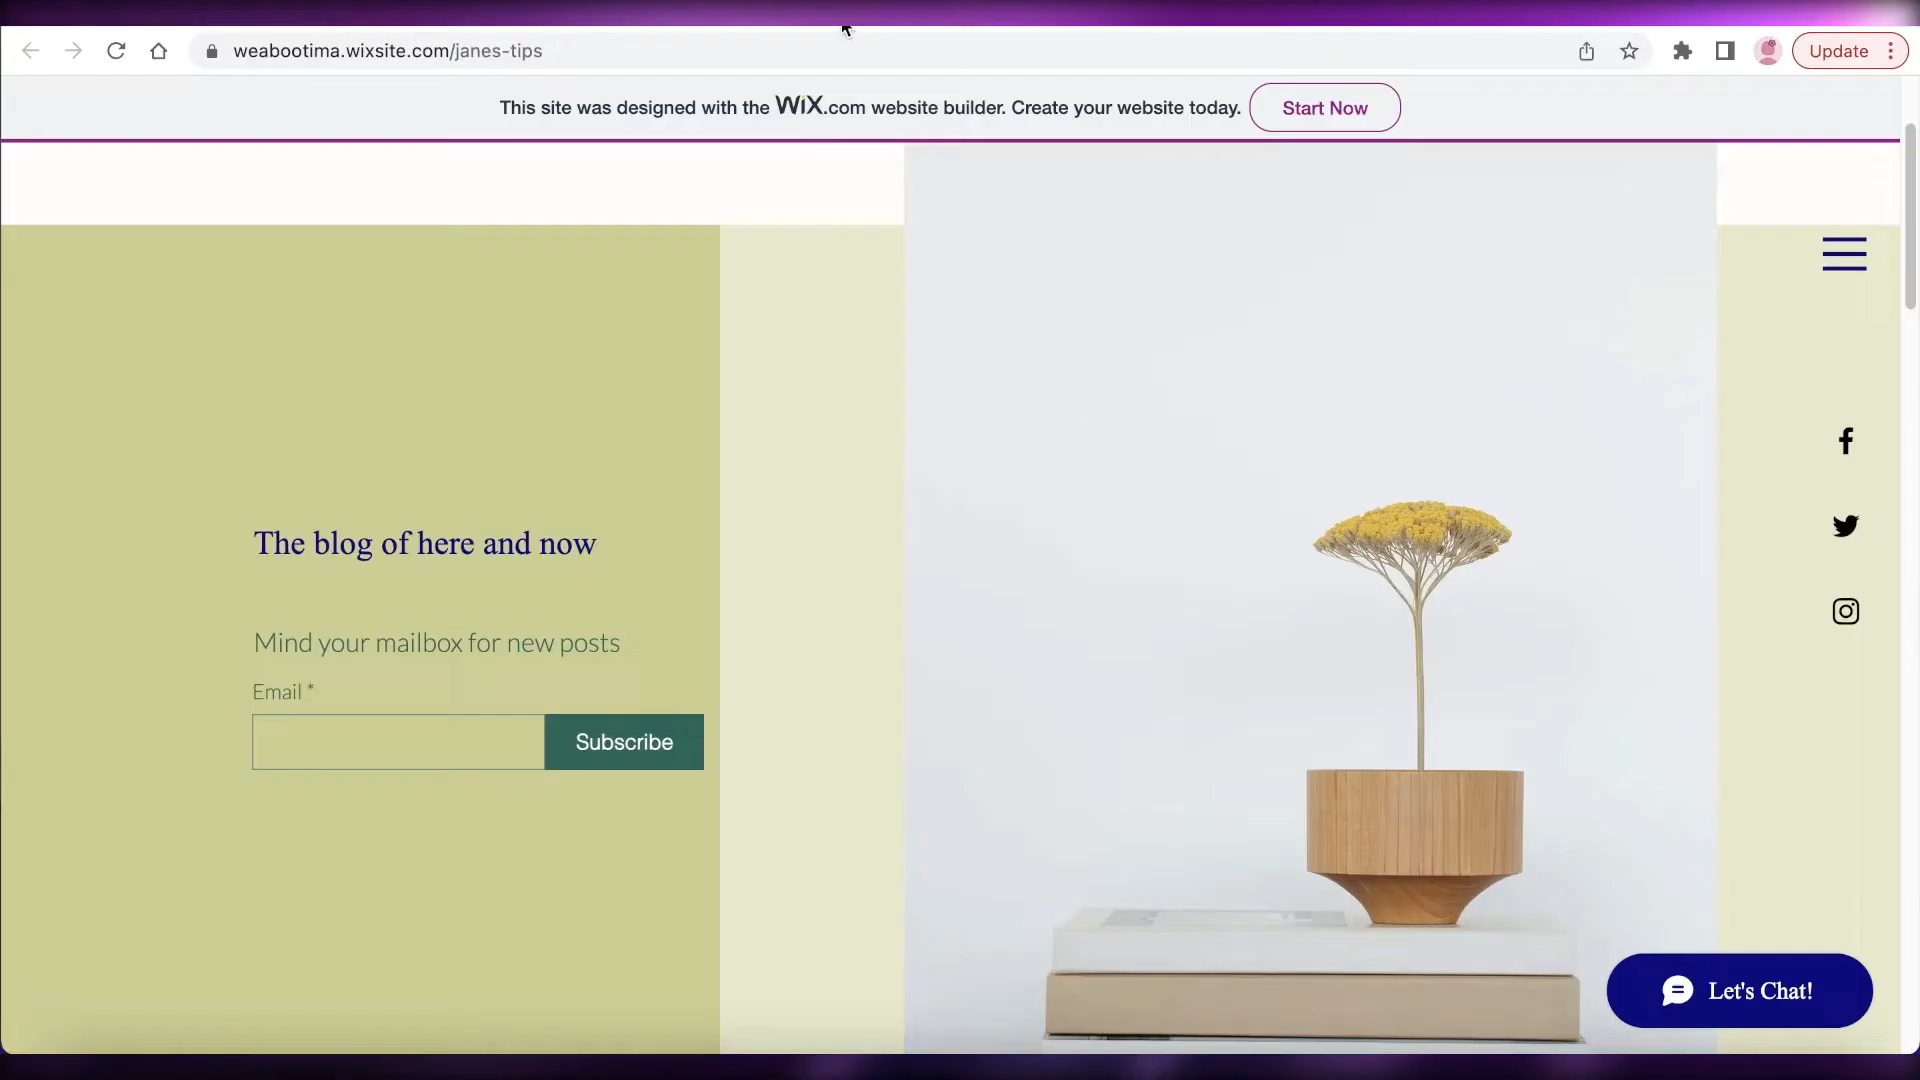 weabootima.wixsite.com/janes-tips
Update
This site was designed with the WiX.com website builder. Create your website today.
Start Now
The blog of here and now
Mind your mailbox for new posts
Email *
Subscribe
Let's Chat!